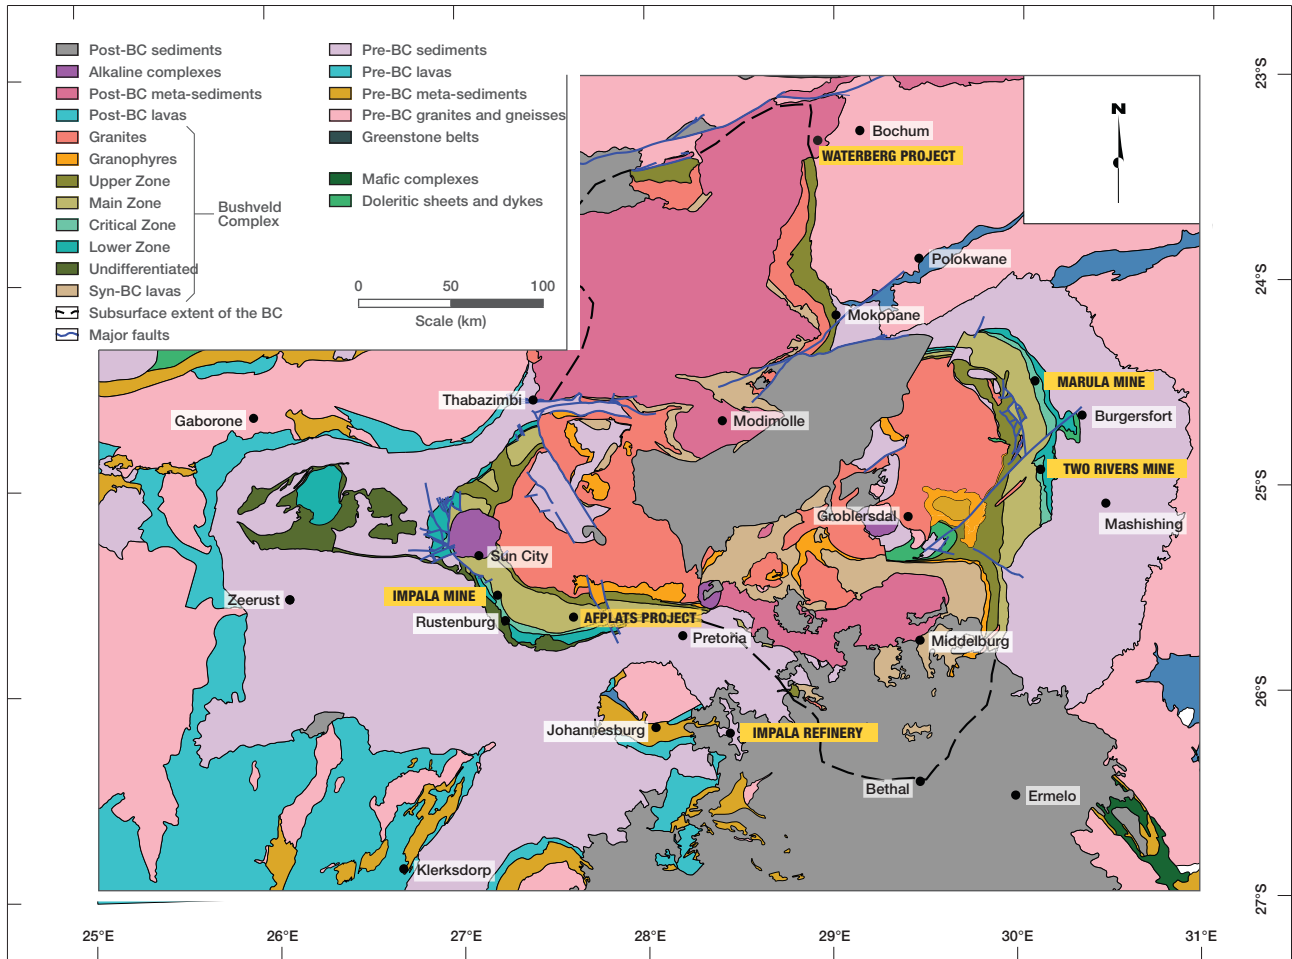 Post-BC sediments
Alkaline complexes
Post-BC meta-sediments
Post-BC lavas
Granites
Granophyres
Upper Zone
Main Zone
Critical Zone
Lower Zone
Undifferentiated
Syn-BC lavas
Subsurface extent of the BC
Major faults
Bushveld
Complex
Pre-BC sediments
Pre-BC lavas
Pre-BC meta-sediments
Pre-BC granites and gneisses
Greenstone belts
Mafic complexes
Doleritic sheets and dykes
0 50 100
Scale (km)
N
23°S
24°S
25°S
26°S
27°S
Bochum
WATERBERG PROJECT
Polokwane
Mokopane
MARULA MINE
Thabazimbi
Burgersfort
Gaborone
Modimolle
TWO RIVERS MINE
Groblersdal
Mashishing
Sun City
IMPALA MINE
Zeerust
AFPLATS PROJECT
Rustenburg
Pretoria
Middelburg
Johannesburg
IMPALA REFINERY
Bethal
Ermelo
Klerksdorp
25°E 26°E 27°E 28°E 29°E 30°E 31°E